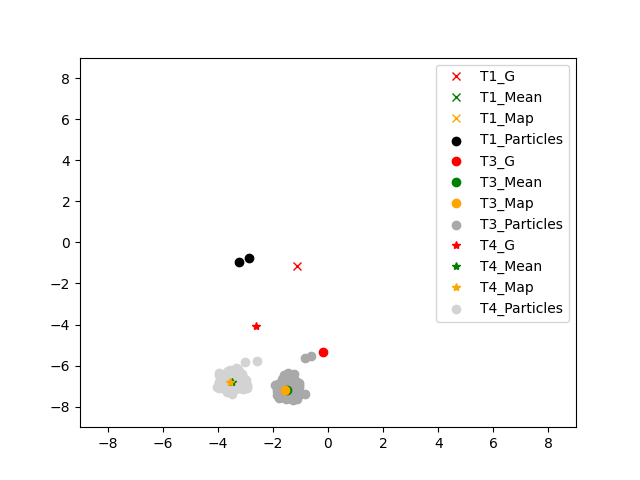 8
6
4
2
0
−2
−4
−6
−8
−8 −6 −4 −2 0 2 4 6 8
T1_G
T1_Mean
T1_Map
T1_Particles
T3_G
T3_Mean
T3_Map
T3_Particles
T4_G
T4_Mean
T4_Map
T4_Particles